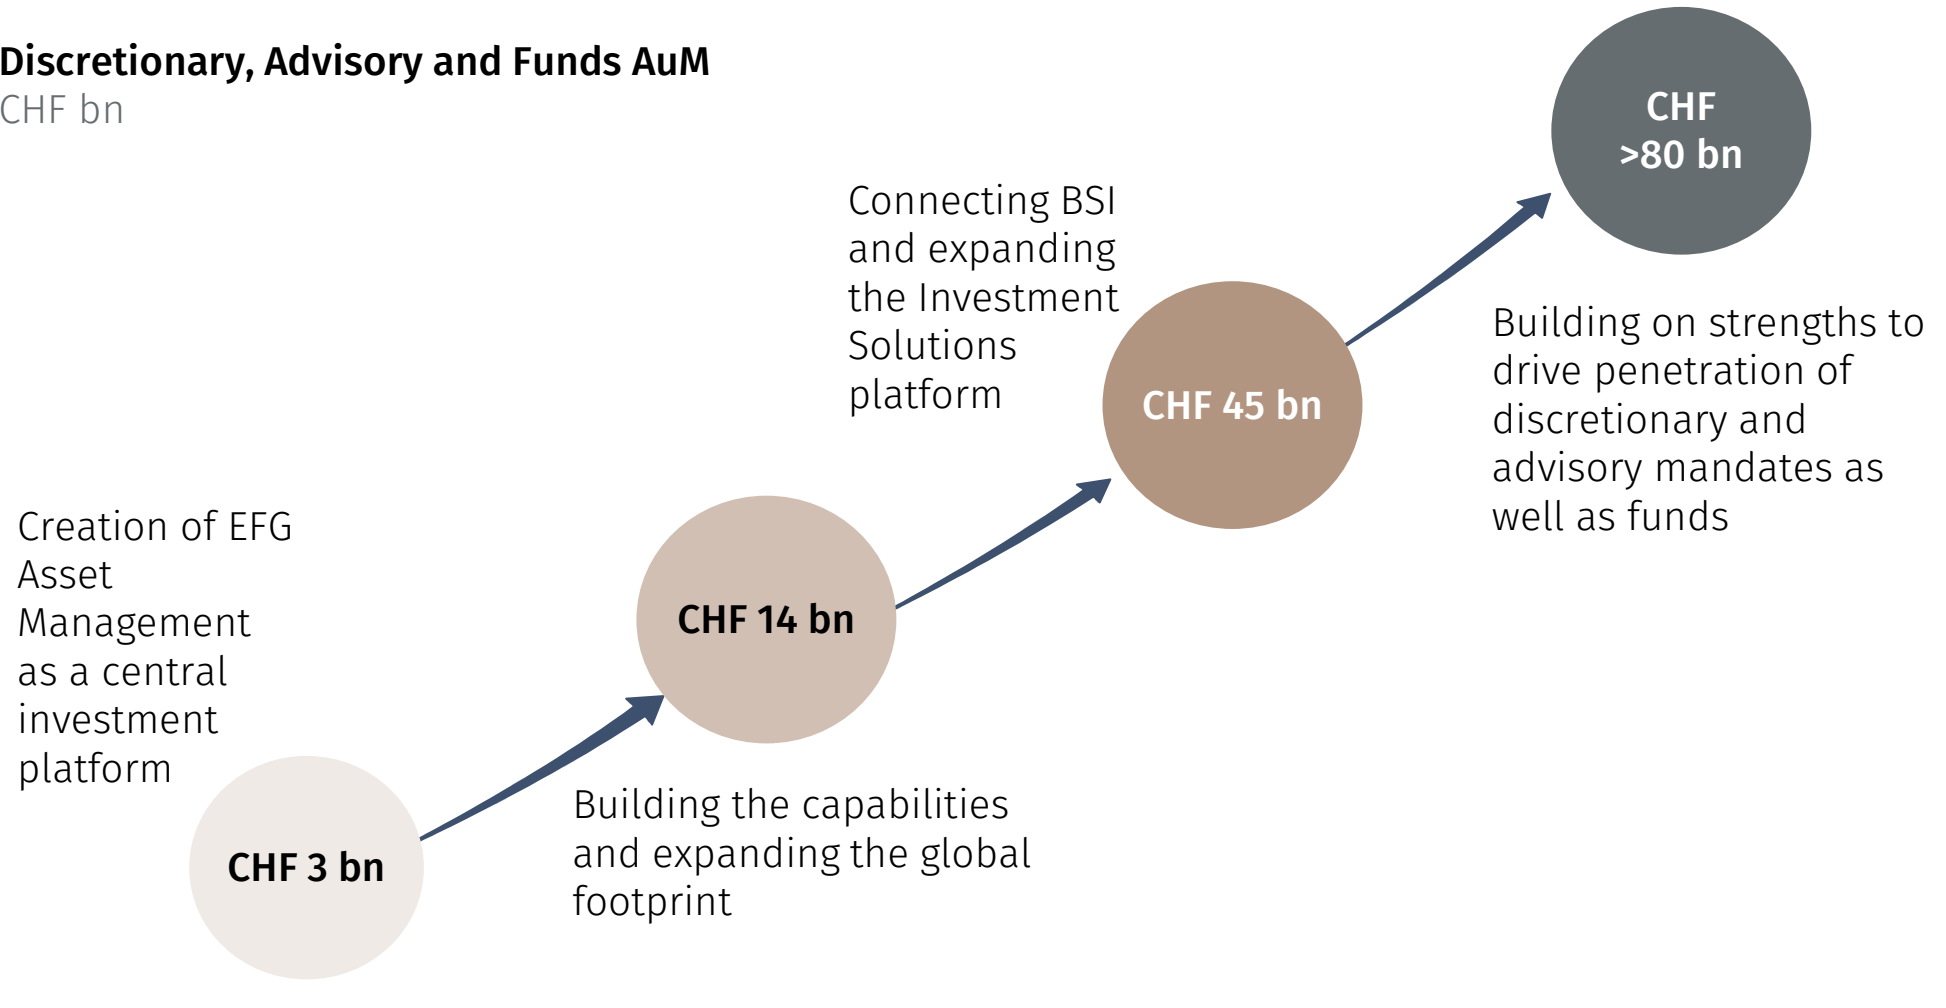 Discretionary, Advisory and Funds AuM
CHF bn
Creation of EFG
Asset
Management
as a central
investment
platform
CHF 3 bn
Building the capabilities
and expanding the global
footprint
CHF 14 bn
Connecting BSI
and expanding
the Investment
Solutions
platform
CHF 45 bn
Building on strengths to
drive penetration of
discretionary and
advisory mandates as
well as funds
CHF
>80 bn